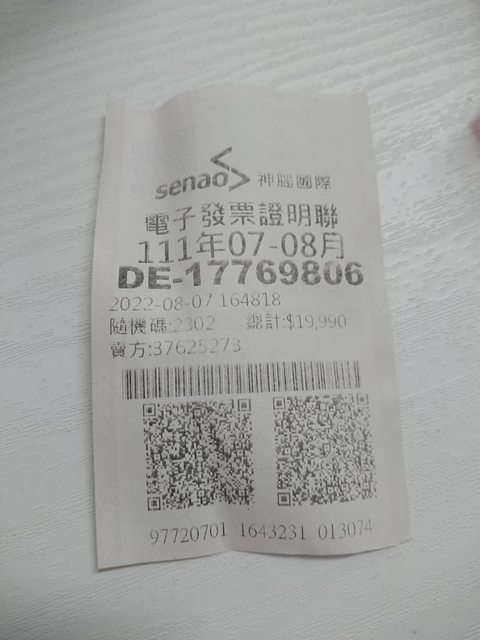 senao 神腦國際
電子發票證明聯
111年07-08月
DE-17769806
2022-08-07 164818
隨機碼:2302 總計:$19,990
賣方:37625273
97720701 1643231 013074